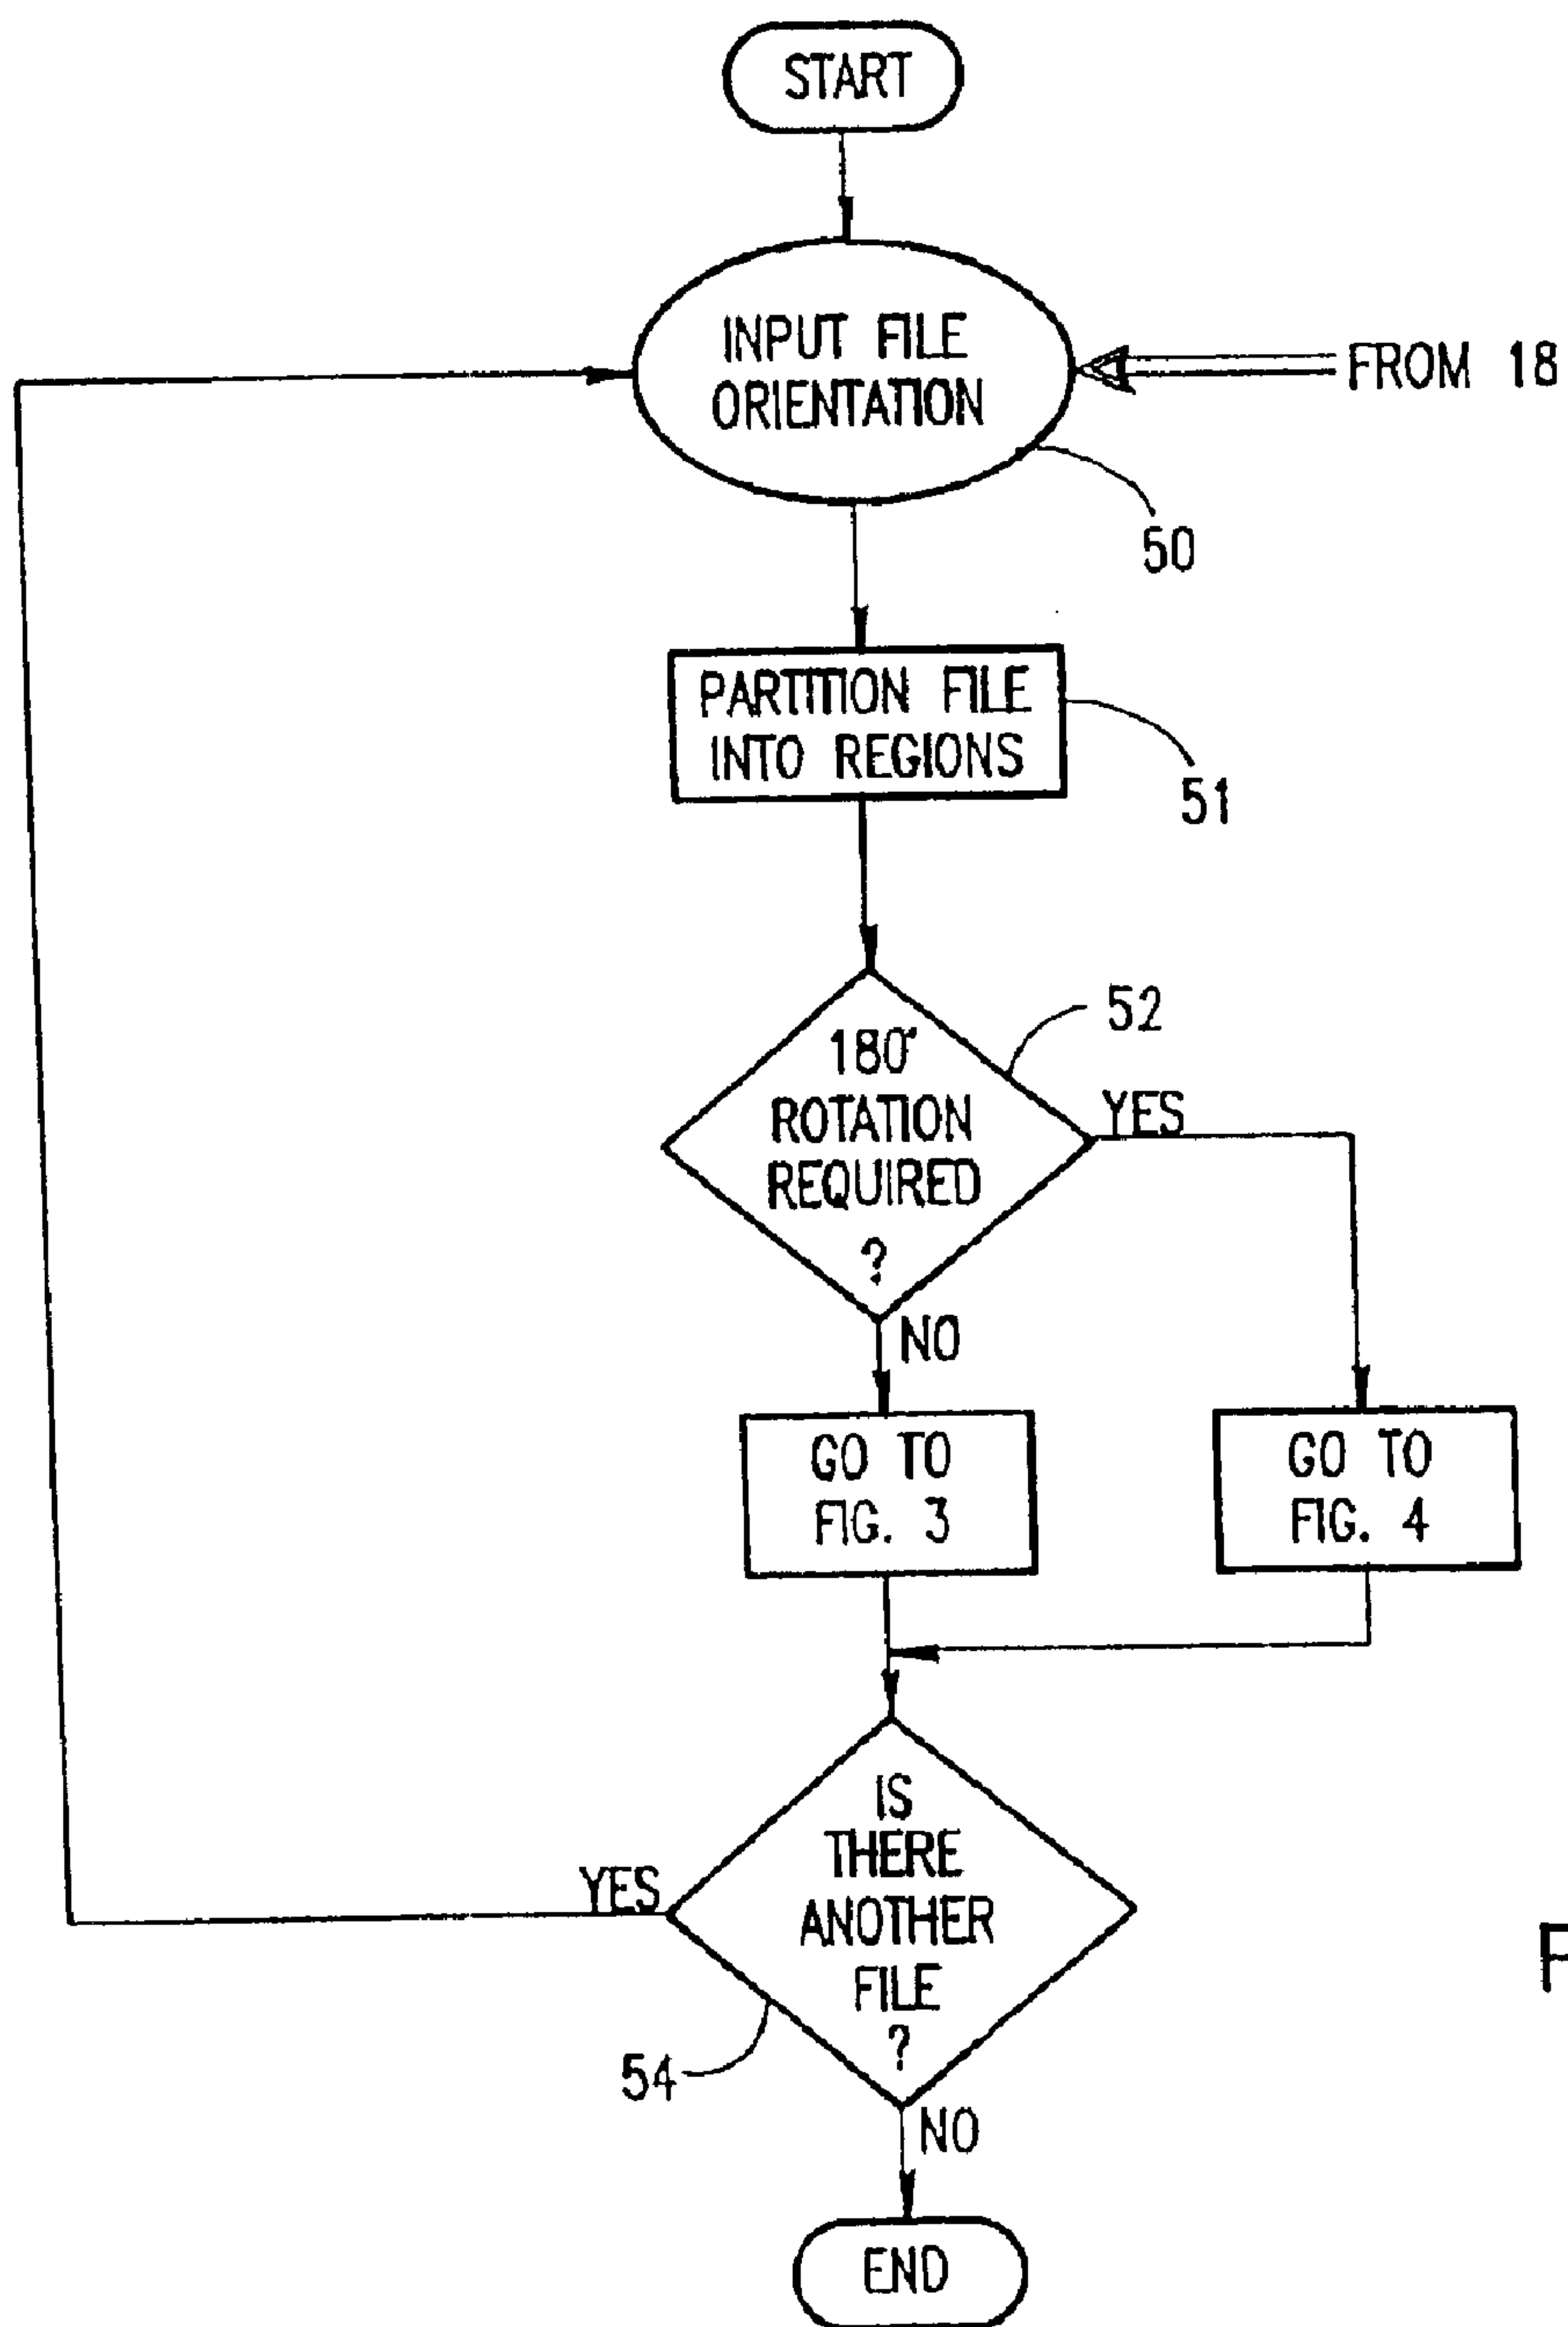 START
INPUT FILE
ORIENTATION
FROM 18
50
PARTITION FILE
INTO REGIONS
51
52
180°
ROTATION
REQUIRED
?
YES
NO
GO TO
FIG. 3
GO TO
FIG. 4
IS
THERE
ANOTHER
FILE
?
YES
54
NO
END